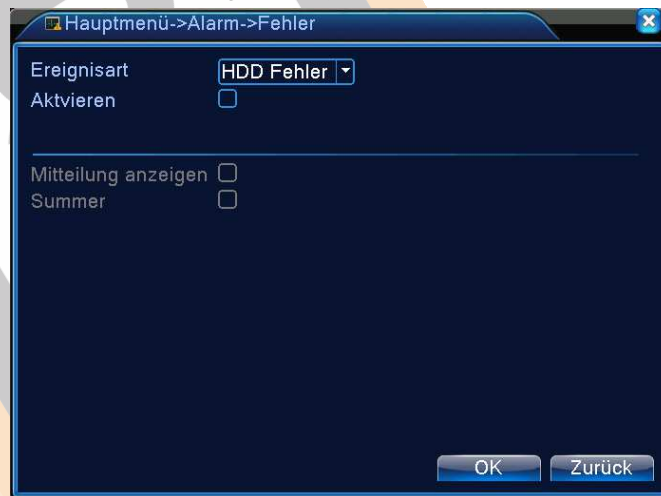 Hauptmenü->Alarm->Fehler
Ereignisart HDD Fehler
Aktvieren
Mitteilung anzeigen
Summer
OK Zurück